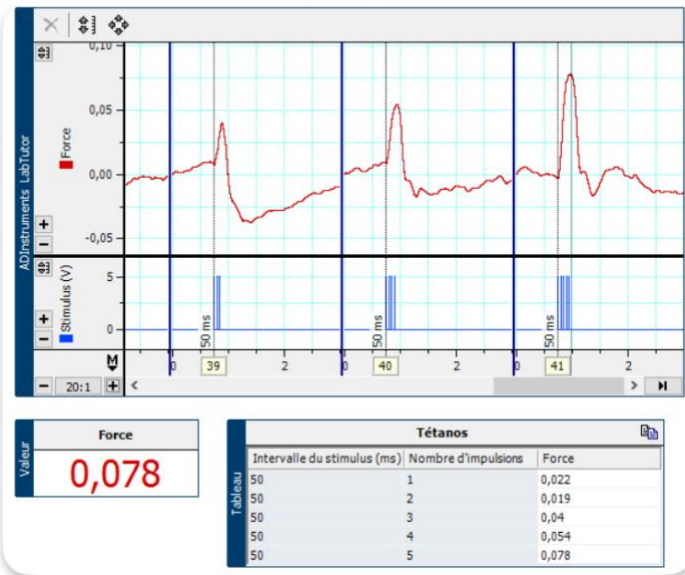 0,10
0,05
0,00
-0,05
Force
ADInstruments LabTutor
5
0
Stimulus (V)
50 ms
50 ms
50 ms
M
0 39 2 0 40 2 0 41 2
20:1
Valeur
Force
0,078
Tableau
Tétanos
Intervalle du stimulus (ms) Nombre d'impulsions Force
50 1 0,022
50 2 0,019
50 3 0,04
50 4 0,054
50 5 0,078